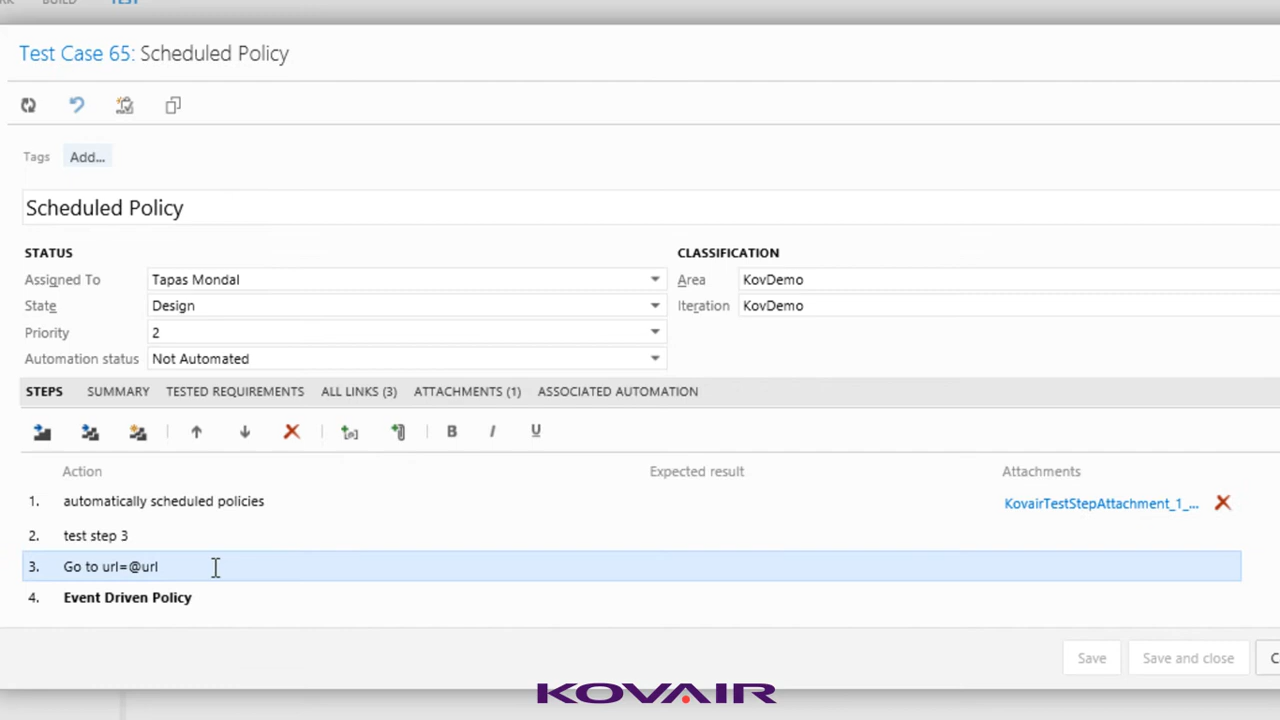 BUILD
TEST
Test Case 65: Scheduled Policy
Tags Add...
Scheduled Policy
STATUS
CLASSIFICATION
Assigned To Tapas Mondal
Area KovDemo
State Design
Iteration KovDemo
Priority 2
Automation status Not Automated
STEPS SUMMARY TESTED REQUIREMENTS ALL LINKS (3) ATTACHMENTS (1) ASSOCIATED AUTOMATION
B I U
Action Expected result Attachments
1. automatically scheduled policies KovairTestStepAttachment_1_...
2. test step 3
3. Go to url=@url
4. Event Driven Policy
Save Save and close
KOVAIR